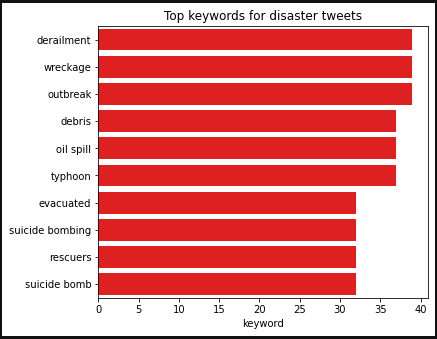 Top keywords for disaster tweets
derailment
wreckage
outbreak
debris
oil spill
typhoon
evacuated
suicide bombing
rescuers
suicide bomb
0 5 10 15 20 25 30 35 40
keyword